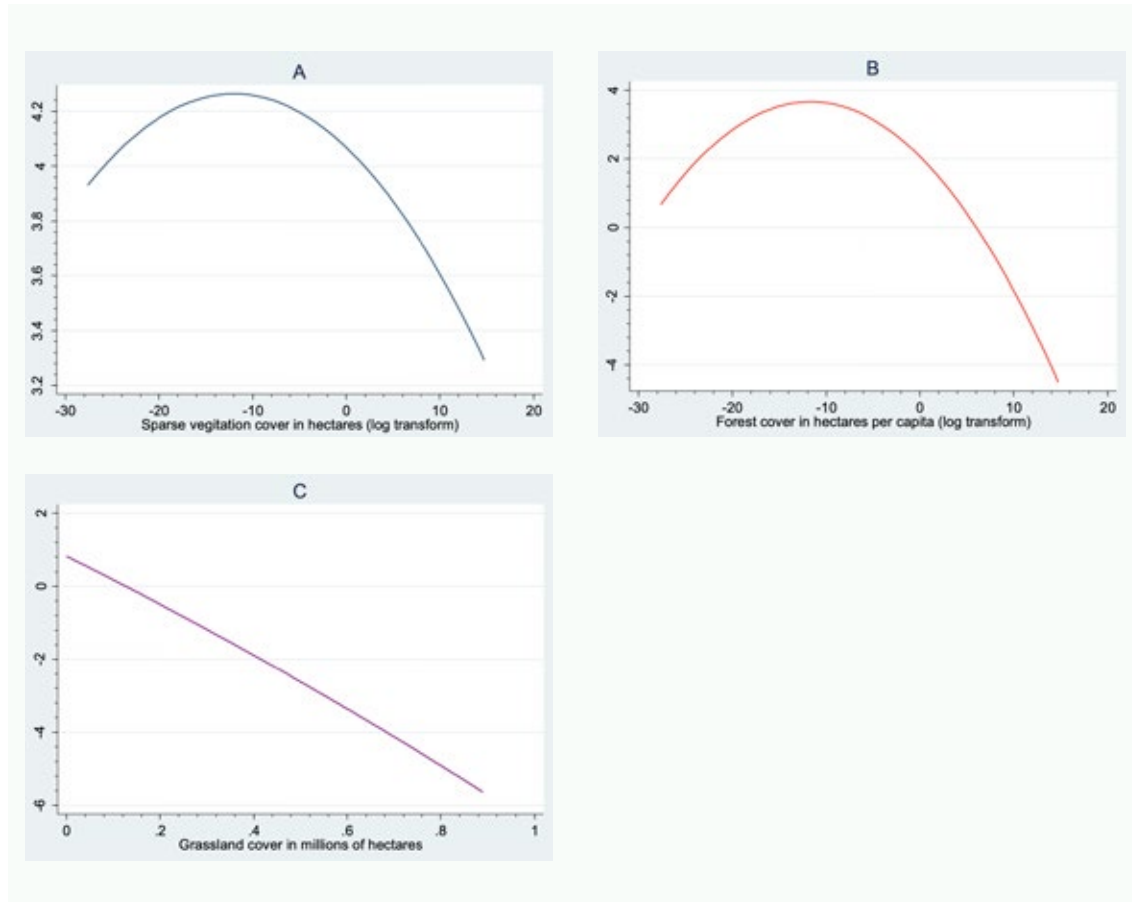 A
4.2
4
3.8
3.6
3.4
3.2
-30 -20 -10 0 10 20
Sparse vegitation cover in hectares (log transform)
B
4
2
0
-2
-4
-30 -20 -10 0 10 20
Forest cover in hectares per capita (log transform)
C
2
0
-2
-4
-6
0 .2 .4 .6 .8 1
Grassland cover in millions of hectares